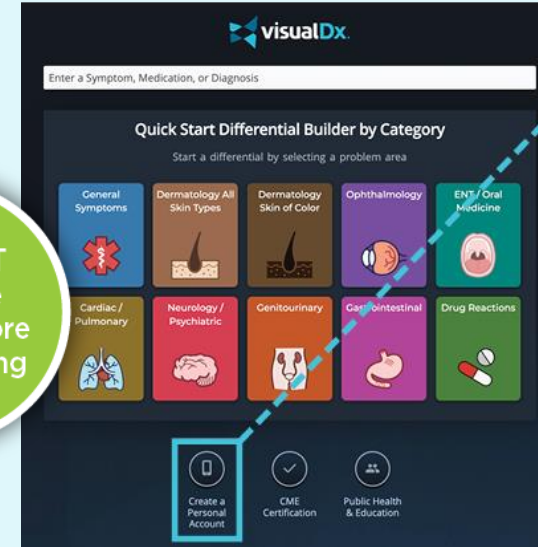 visualDx.
Enter a Symptom, Medication, or Diagnosis
Quick Start Differential Builder by Category
Start a differential by selecting a problem area
General
Symptoms
Dermatology All
Skin Types
Dermatology
Skin of Color
Ophthalmology
ENT / Oral
Medicine
Cardiac /
Pulmonary
Neurology /
Psychiatric
Genitourinary
Gastrointestinal
Drug Reactions
Create a
Personal
Account
CME
Certification
Public Health
& Education